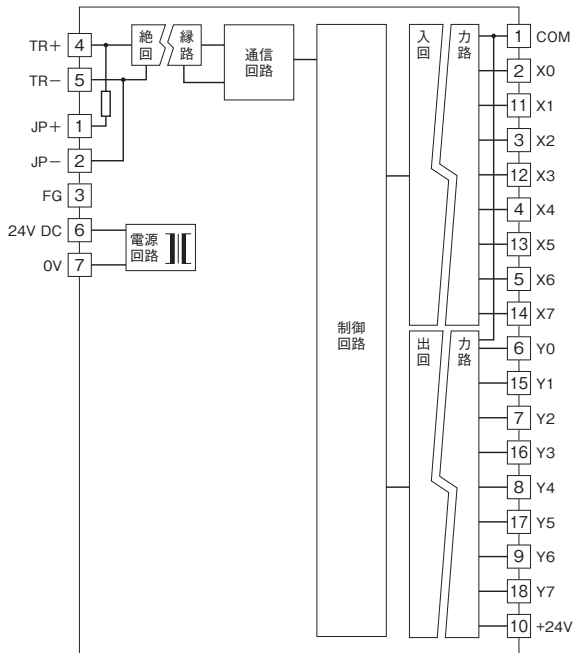 TR+ 4
TR− 5
JP+ 1
JP− 2
FG 3
24V DC 6
0V 7
絶縁
回路
通信
回路
電源
回路
制御
回路
入力
回路
出力
回路
1 COM
2 X0
11 X1
3 X2
12 X3
4 X4
13 X5
5 X6
14 X7
6 Y0
15 Y1
7 Y2
16 Y3
8 Y4
17 Y5
9 Y6
18 Y7
10 +24V